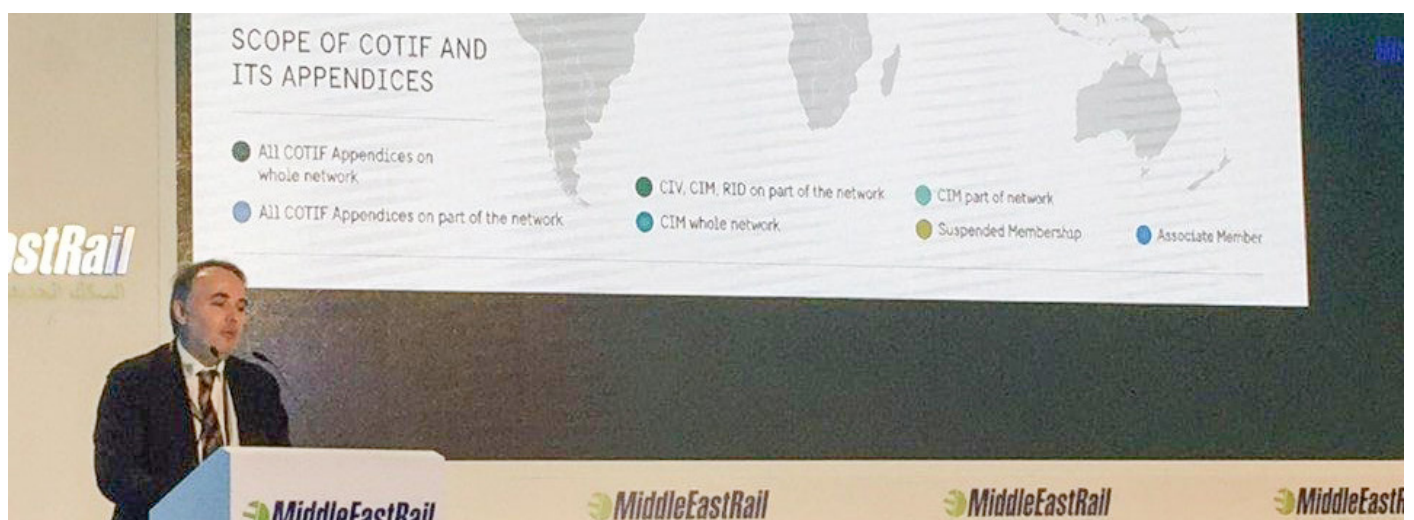 SCOPE OF COTIF AND
ITS APPENDICES
All COTIF Appendices on
whole network
All COTIF Appendices on part of the network
CIV, CIM, RID on part of the network
CIM whole network
CIM part of network
Suspended Membership
Associate Member
astRail
MiddleEastRail
MiddleEastRail
MiddleEastRail
MiddleEastR